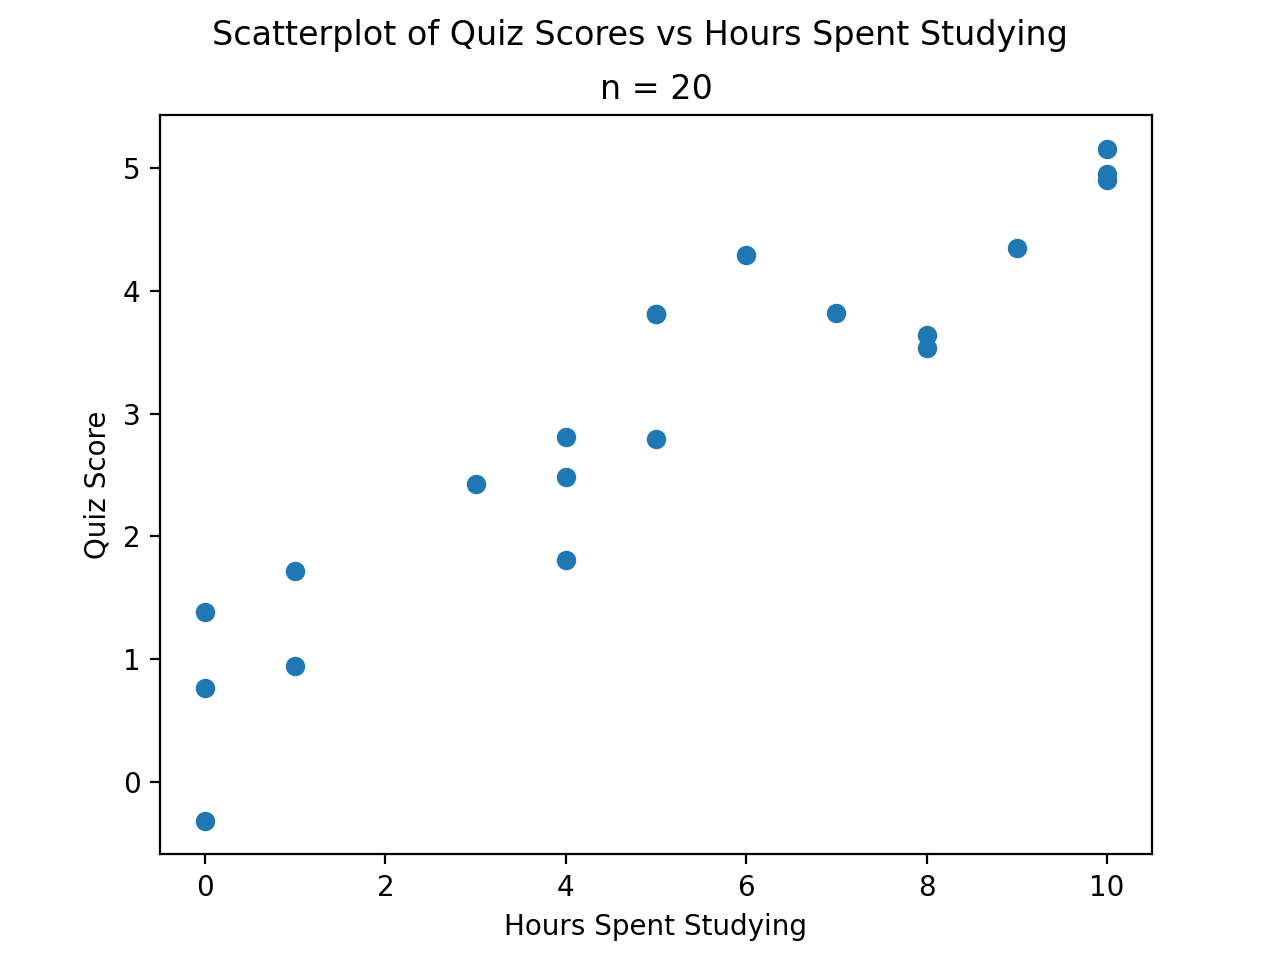 Scatterplot of Quiz Scores vs Hours Spent Studying
n = 20
5
4
3
2
1
0
Quiz Score
0 2 4 6 8 10
Hours Spent Studying